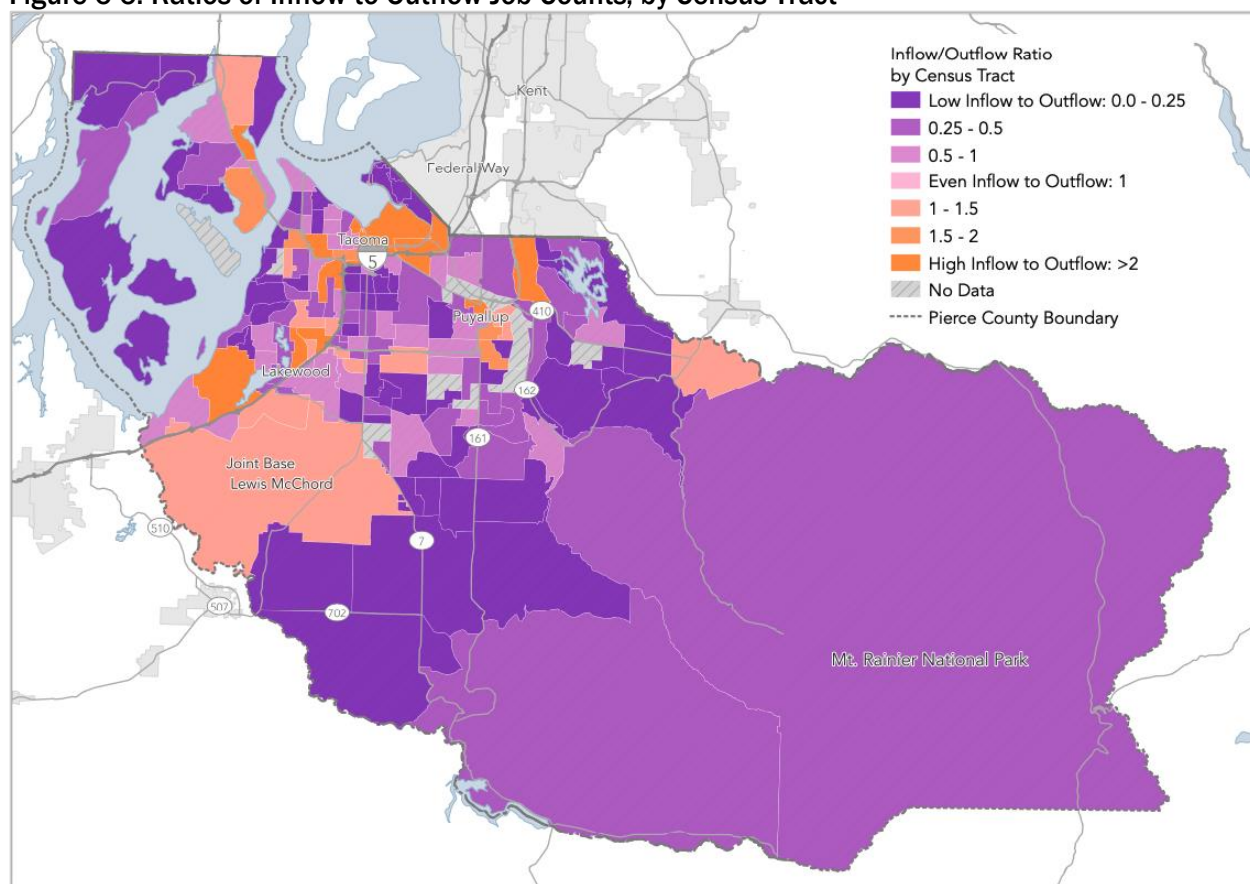 Figure 6-6. Ratios of Inflow to Outflow Job Counts, by Census Tract
Inflow/Outflow Ratio
by Census Tract
Low Inflow to Outflow: 0.0 - 0.25
0.25 - 0.5
0.5 - 1
Even Inflow to Outflow: 1
1 - 1.5
1.5 - 2
High Inflow to Outflow: >2
No Data
Pierce County Boundary
Kent
Federal Way
Tacoma
5
410
Puyallup
Lakewood
162
161
Joint Base
Lewis McChord
510
7
507
702
Mt. Rainier National Park